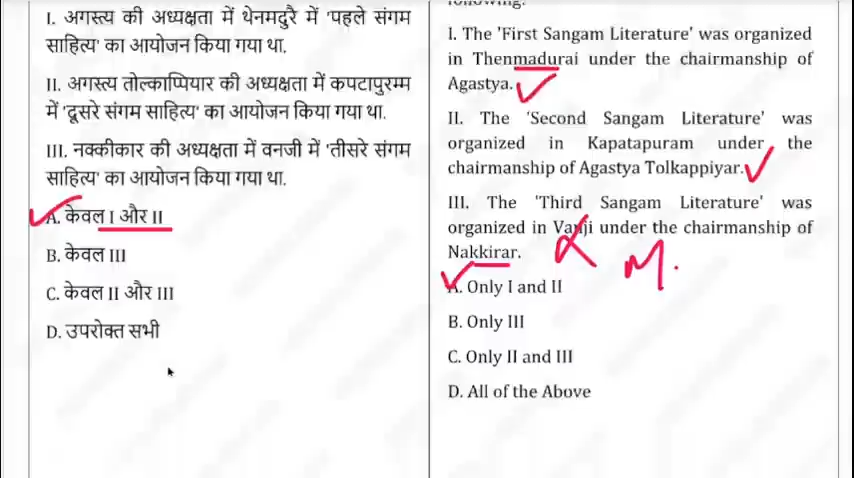 I. अगस्त्य की अध्यक्षता में थेनमदुरै में 'पहले संगम
साहित्य' का आयोजन किया गया था.
II. अगस्त्य तोल्काप्पियार की अध्यक्षता में कपटापुरम्म
में 'दूसरे संगम साहित्य' का आयोजन किया गया था.
III. नक्कीकार की अध्यक्षता में वनजी में 'तीसरे संगम
साहित्य' का आयोजन किया गया था.
A. केवल I और II
B. केवल III
C. केवल II और III
D. उपरोक्त सभी
following:
I. The 'First Sangam Literature' was organized
in Thenmadurai under the chairmanship of
Agastya.
II. The 'Second Sangam Literature' was
organized in Kapatapuram under the
chairmanship of Agastya Tolkappiyar.
III. The 'Third Sangam Literature' was
organized in Vanji under the chairmanship of
Nakkirar.
M.
A. Only I and II
B. Only III
C. Only II and III
D. All of the Above